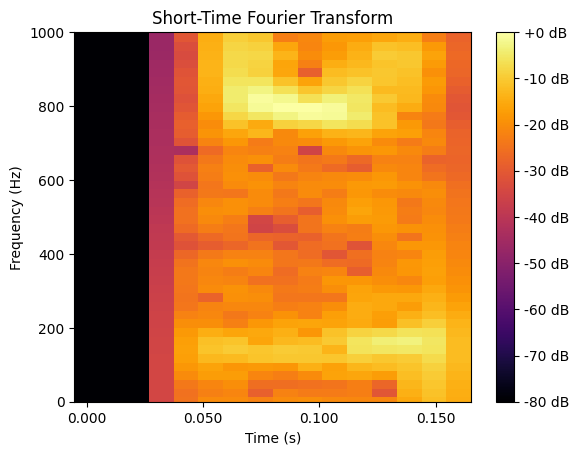 Short-Time Fourier Transform
1000
800
600
400
200
0
Frequency (Hz)
0.000
0.050
0.100
0.150
Time (s)
+0 dB
-10 dB
-20 dB
-30 dB
-40 dB
-50 dB
-60 dB
-70 dB
-80 dB